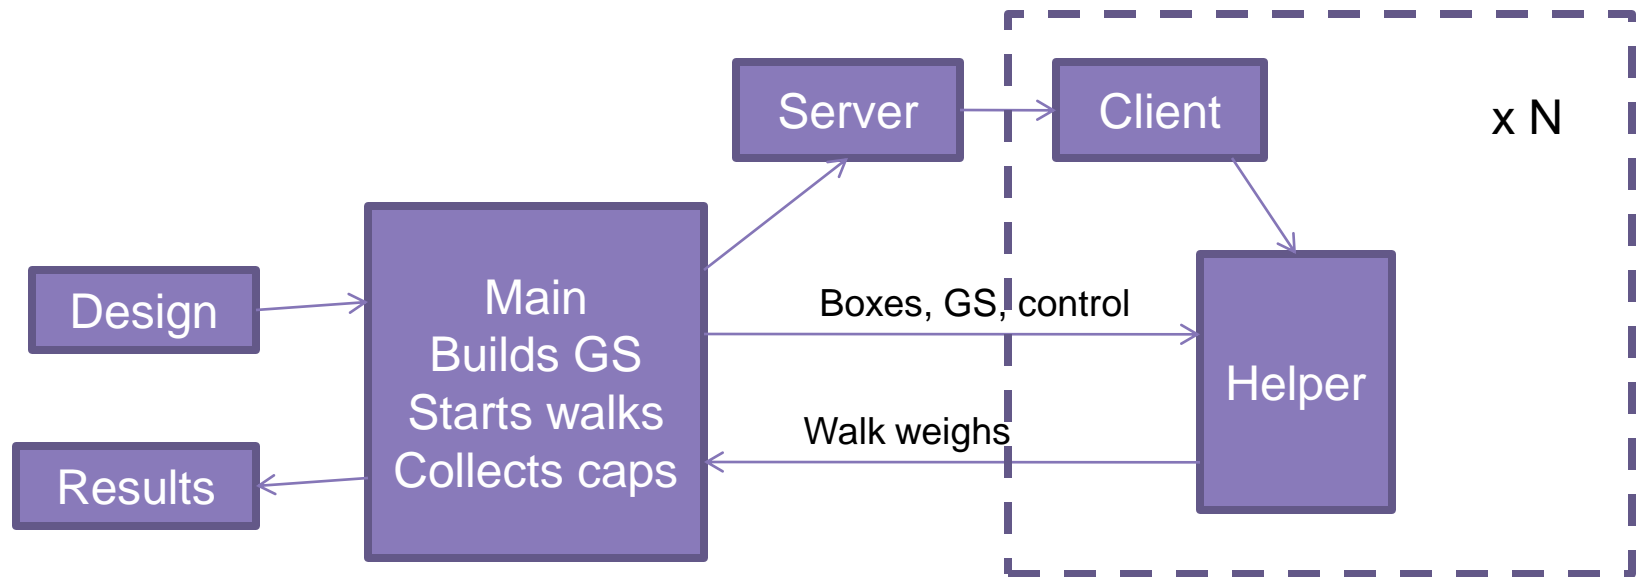 Server
Client
x N
Design
Main
Builds GS
Starts walks
Collects caps
Boxes, GS, control
Helper
Walk weighs
Results